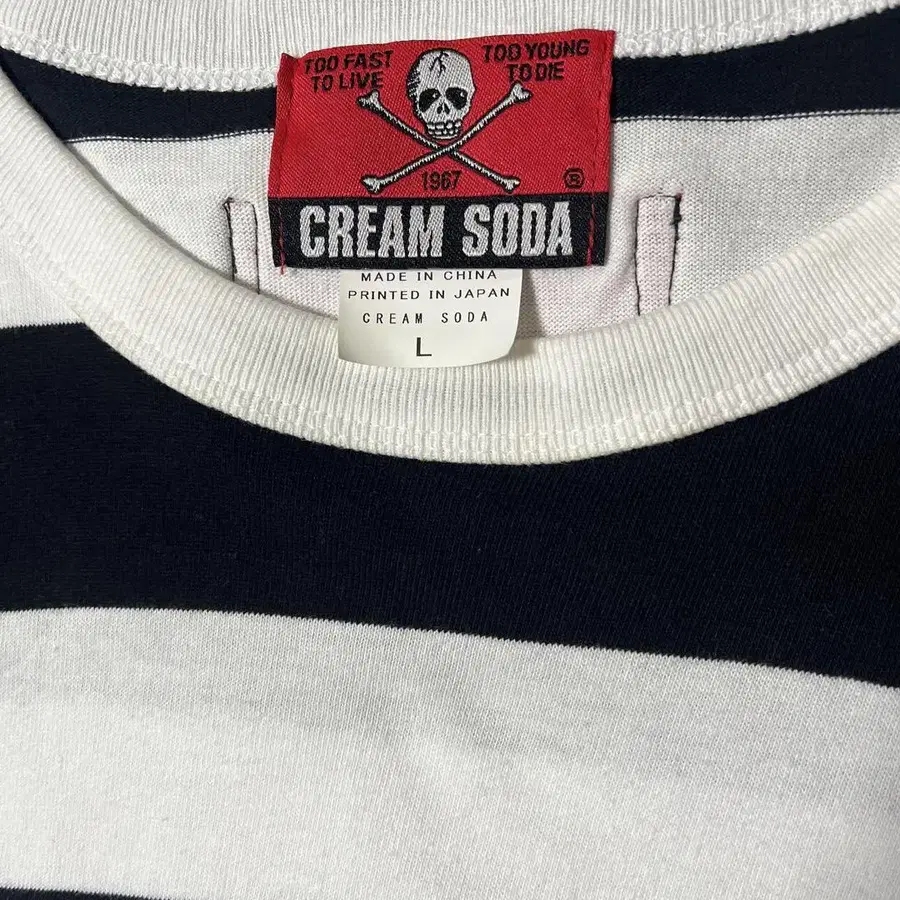 TOO FAST TO LIVE
TOO YOUNG TO DIE
1967
®
CREAM SODA
MADE IN CHINA
PRINTED IN JAPAN
CREAM SODA
L